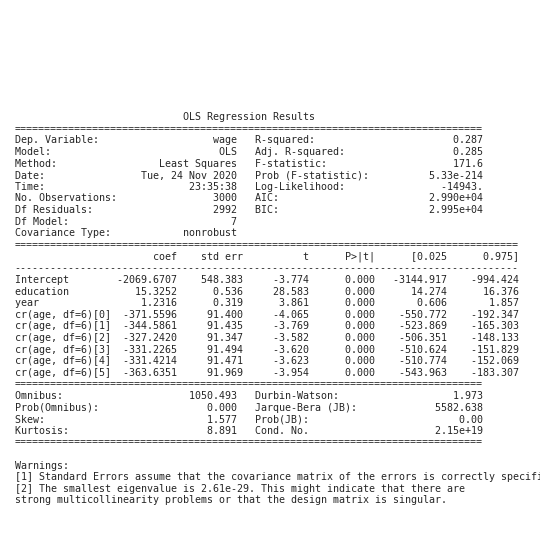 OLS Regression Results
==============================================================================
Dep. Variable:                   wage   R-squared:                       0.287
Model:                            OLS   Adj. R-squared:                  0.285
Method:                 Least Squares   F-statistic:                     171.6
Date:                Tue, 24 Nov 2020   Prob (F-statistic):          5.33e-214
Time:                        23:35:38   Log-Likelihood:                -14943.
No. Observations:                3000   AIC:                         2.990e+04
Df Residuals:                    2992   BIC:                         2.995e+04
Df Model:                           7
Covariance Type:            nonrobust
====================================================================================
                       coef    std err          t      P>|t|      [0.025      0.975]
------------------------------------------------------------------------------------
Intercept        -2069.6707    548.383     -3.774      0.000   -3144.917    -994.424
education           15.3252      0.536     28.583      0.000      14.274      16.376
year                 1.2316      0.319      3.861      0.000       0.606       1.857
cr(age, df=6)[0]  -371.5596     91.400     -4.065      0.000    -550.772    -192.347
cr(age, df=6)[1]  -344.5861     91.435     -3.769      0.000    -523.869    -165.303
cr(age, df=6)[2]  -327.2420     91.347     -3.582      0.000    -506.351    -148.133
cr(age, df=6)[3]  -331.2265     91.494     -3.620      0.000    -510.624    -151.829
cr(age, df=6)[4]  -331.4214     91.471     -3.623      0.000    -510.774    -152.069
cr(age, df=6)[5]  -363.6351     91.969     -3.954      0.000    -543.963    -183.307
==============================================================================
Omnibus:                     1050.493   Durbin-Watson:                   1.973
Prob(Omnibus):                  0.000   Jarque-Bera (JB):             5582.638
Skew:                           1.577   Prob(JB):                         0.00
Kurtosis:                       8.891   Cond. No.                     2.15e+19
==============================================================================
Warnings:
[1] Standard Errors assume that the covariance matrix of the errors is correctly specifi
[2] The smallest eigenvalue is 2.61e-29. This might indicate that there are
strong multicollinearity problems or that the design matrix is singular.